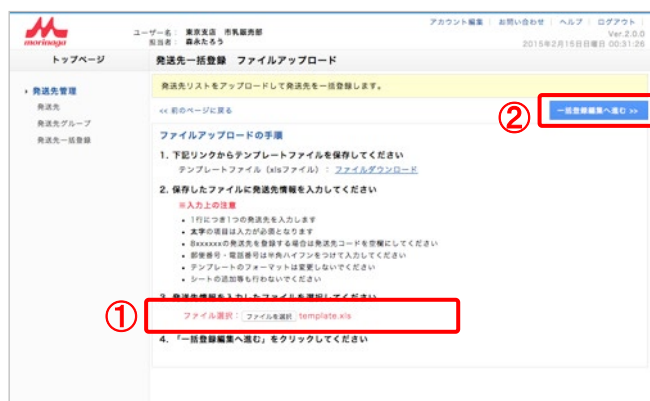 アカウント編集 | お問い合わせ | ヘルプ | ログアウト |
morinaga
ユーザー名: 東京支店 市乳販売部
Ver.2.0.0
担当者: 森永たろう
2015年2月15日日曜日 00:31:26
トップページ
発送先一括登録 ファイルアップロード
発送先リストをアップロードして発送先を一括登録します。
› 発送先管理
発送先
発送先グループ
発送先一括登録
<< 前のページに戻る
②
一括登録編集へ進む >>
ファイルアップロードの手順
1. 下記リンクからテンプレートファイルを保存してください
テンプレートファイル（xlsファイル）： ファイルダウンロード
2. 保存したファイルに発送先情報を入力してください
※入力上の注意
• 1行につき1つの発送先を入力します
• 太字の項目は入力が必須となります
• 8xxxxxxの発送先を登録する場合は発送先コードを空欄にしてください
• 郵便番号・電話番号は半角ハイフンをつけて入力してください
• テンプレートのフォーマットは変更しないでください
• シートの追加等も行わないでください
3. 発送先情報を入力したファイルを選択してください
①
ファイル選択： ファイルを選択 template.xls
4. 「一括登録編集へ進む」をクリックしてください